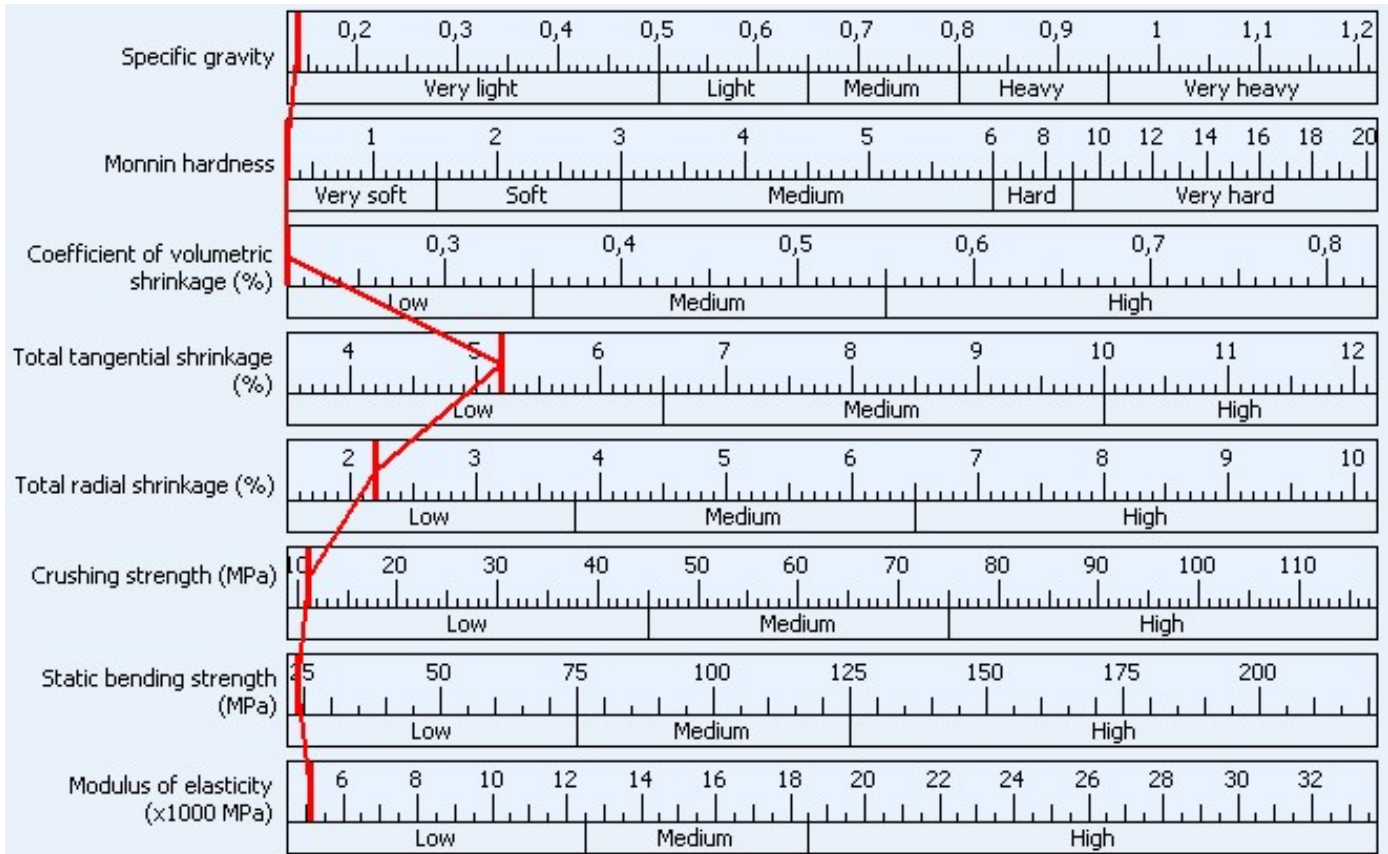 0,2 0,3 0,4 0,5 0,6 0,7 0,8 0,9 1 1,1 1,2
Specific gravity
Very light Light Medium Heavy Very heavy
1 2 3 4 5 6 8 10 12 14 16 18 20
Monnin hardness
Very soft Soft Medium Hard Very hard
0,3 0,4 0,5 0,6 0,7 0,8
Coefficient of volumetric
shrinkage (%)
Low Medium High
4 5 6 7 8 9 10 11 12
Total tangential shrinkage
(%)
Low Medium High
2 3 4 5 6 7 8 9 10
Total radial shrinkage (%)
Low Medium High
10 20 30 40 50 60 70 80 90 100 110
Crushing strength (MPa)
Low Medium High
25 50 75 100 125 150 175 200
Static bending strength
(MPa)
Low Medium High
6 8 10 12 14 16 18 20 22 24 26 28 30 32
Modulus of elasticity
(x1000 MPa)
Low Medium High